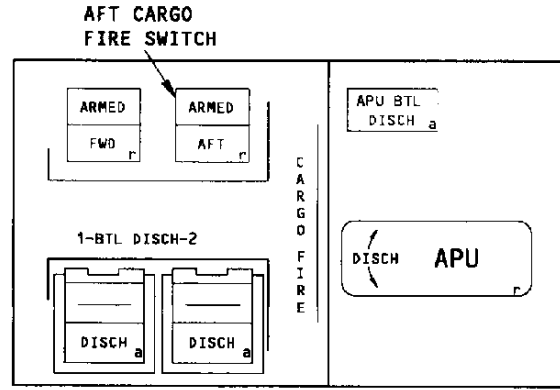 AFT CARGO
FIRE SWITCH
ARMED
FWD r
ARMED
AFT r
1-BTL DISCH-2
DISCH a
DISCH a
CARGO FIRE
APU BTL
DISCH a
DISCH APU
r